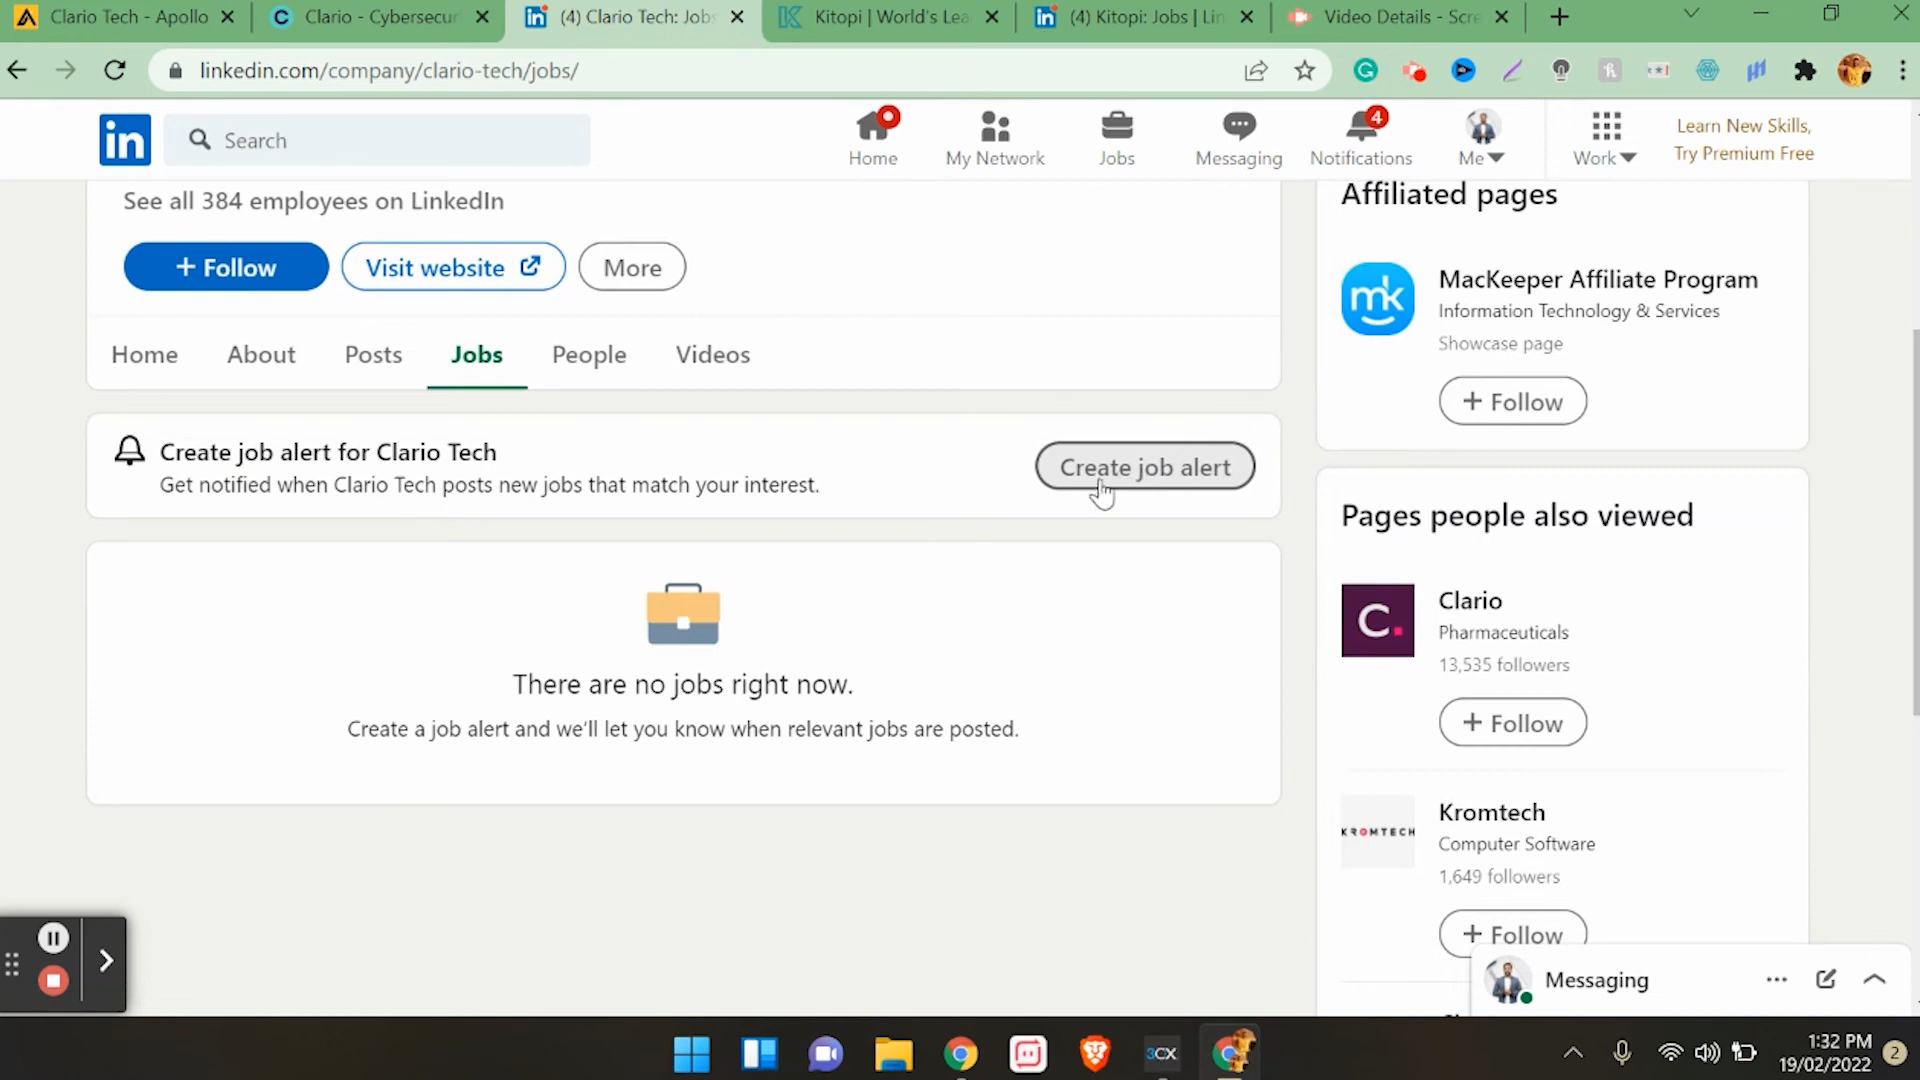 Clario Tech - Apollo
Clario - Cybersecur
(4) Clario Tech: Jobs
Kitopi | World's Lea
(4) Kitopi: Jobs | Lin
Video Details - Scre
linkedin.com/company/clario-tech/jobs/
in
Search
Home
My Network
Jobs
Messaging
4
Notifications
Me
Work
Learn New Skills,
Try Premium Free
See all 384 employees on LinkedIn
+ Follow
Visit website
More
Home
About
Posts
Jobs
People
Videos
Create job alert for Clario Tech
Get notified when Clario Tech posts new jobs that match your interest.
Create job alert
There are no jobs right now.
Create a job alert and we'll let you know when relevant jobs are posted.
Affiliated pages
mk
MacKeeper Affiliate Program
Information Technology & Services
Showcase page
+ Follow
Pages people also viewed
C.
Clario
Pharmaceuticals
13,535 followers
+ Follow
KROMTECH
Kromtech
Computer Software
1,649 followers
+ Follow
Messaging
3CX
1:32 PM
19/02/2022
2